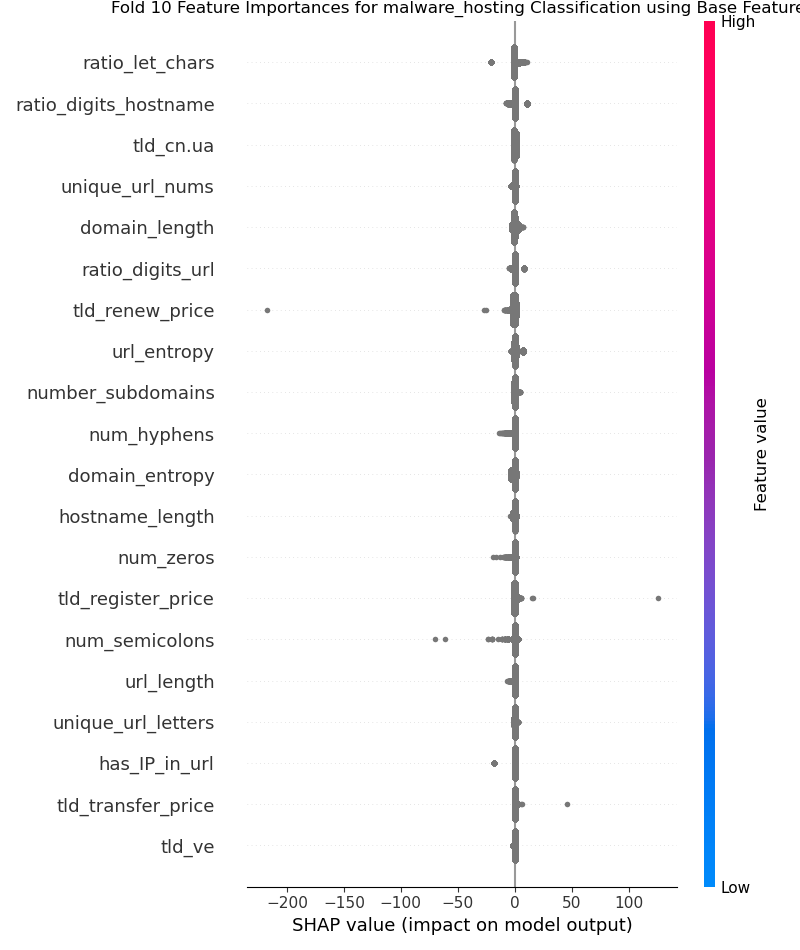 Fold 10 Feature Importances for malware_hosting Classification using Base Feature
High
ratio_let_chars
ratio_digits_hostname
tld_cn.ua
unique_url_nums
domain_length
ratio_digits_url
tld_renew_price
url_entropy
number_subdomains
num_hyphens
domain_entropy
hostname_length
num_zeros
tld_register_price
num_semicolons
url_length
unique_url_letters
has_IP_in_url
tld_transfer_price
tld_ve
Feature value
Low
−200 −150 −100 −50 0 50 100
SHAP value (impact on model output)